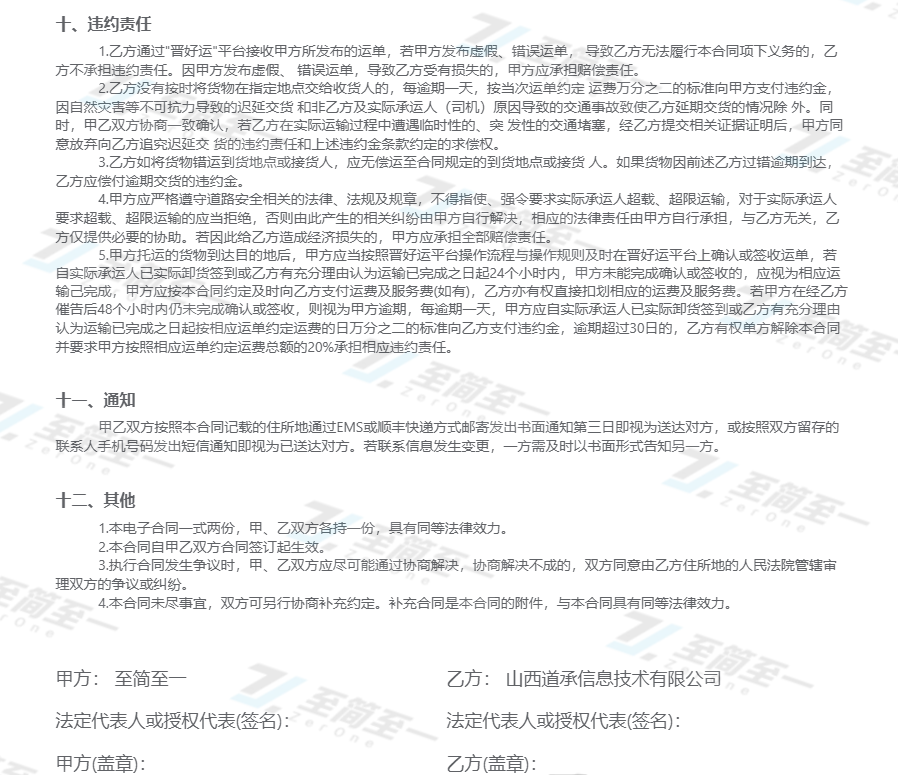 十、违约责任
1.乙方通过"晋好运"平台接收甲方所发布的运单，若甲方发布虚假、错误运单， 导致乙方无法履行本合同项下义务的，乙
方不承担违约责任。因甲方发布虚假、 错误运单，导致乙方受有损失的，甲方应承担赔偿责任。
2.乙方没有按时将货物在指定地点交给收货人的，每逾期一天，按当次运单约定 运费万分之二的标准向甲方支付违约金，
因自然灾害等不可抗力导致的迟延交货 和非乙方及实际承运人（司机）原因导致的交通事故致使乙方延期交货的情况除 外。同
时，甲乙双方协商一致确认，若乙方在实际运输过程中遭遇临时性的、突 发性的交通堵塞，经乙方提交相关证据证明后，甲方同
意放弃向乙方追究迟延交 货的违约责任和上述违约金条款约定的求偿权。
3.乙方如将货物错运到货地点或接货人，应无偿运至合同规定的到货地点或接货 人。如果货物因前述乙方过错逾期到达，
乙方应偿付逾期交货的违约金。
4.甲方应严格遵守道路安全相关的法律、法规及规章，不得指使、强令要求实际承运人超载、超限运输，对于实际承运人
要求超载、超限运输的应当拒绝，否则由此产生的相关纠纷由甲方自行解决，相应的法律责任由甲方自行承担，与乙方无关，乙
方仅提供必要的协助。若因此给乙方造成经济损失的，甲方应承担全部赔偿责任。
5.甲方托运的货物到达目的地后，甲方应当按照晋好运平台操作流程与操作规则及时在晋好运平台上确认或签收运单，若
自实际承运人已实际卸货签到或乙方有充分理由认为运输已完成之日起24个小时内，甲方未能完成确认或签收的，应视为相应运
输己完成，甲方应按本合同约定及时向乙方支付运费及服务费(如有)，乙方亦有权直接扣划相应的运费及服务费。若甲方在经乙方
催告后48个小时内仍未完成确认或签收，则视为甲方逾期，每逾期一天，甲方应自实际承运人已实际卸货签到或乙方有充分理由
认为运输已完成之日起按相应运单约定运费的日万分之二的标准向乙方支付违约金，逾期超过30日的，乙方有权单方解除本合同
并要求甲方按照相应运单约定运费总额的20%承担相应违约责任。
十一、通知
甲乙双方按照本合同记载的住所地通过EMS或顺丰快递方式邮寄发出书面通知第三日即视为送达对方，或按照双方留存的
联系人手机号码发出短信通知即视为已送达对方。若联系信息发生变更，一方需及时以书面形式告知另一方。
十二、其他
1.本电子合同一式两份，甲、乙双方各持一份，具有同等法律效力。
2.本合同自甲乙双方合同签订起生效。
3.执行合同发生争议时，甲、乙双方应尽可能通过协商解决，协商解决不成的，双方同意由乙方住所地的人民法院管辖审
理双方的争议或纠纷。
4.本合同未尽事宜，双方可另行协商补充约定。补充合同是本合同的附件，与本合同具有同等法律效力。
甲方： 至简至一
乙方： 山西道承信息技术有限公司
法定代表人或授权代表(签名)：
法定代表人或授权代表(签名)：
甲方(盖章)：
乙方(盖章)：
至简至一
zerOne